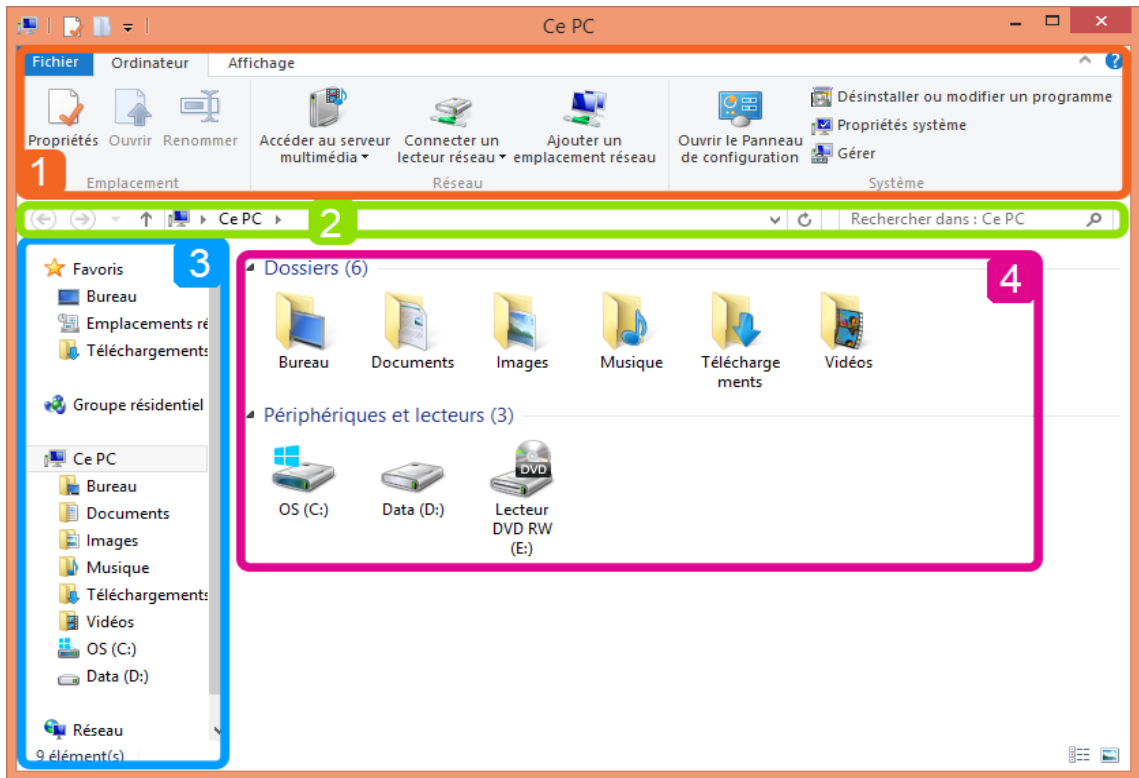 Ce PC
Fichier Ordinateur Affichage
Propriétés Ouvrir Renommer
Accéder au serveur multimédia
Connecter un lecteur réseau
Ajouter un emplacement réseau
Ouvrir le Panneau de configuration
Désinstaller ou modifier un programme
Propriétés système
Gérer
1
Emplacement Réseau Système
Ce PC
2
Rechercher dans : Ce PC
3
Favoris
Bureau
Emplacements ré
Téléchargements
Groupe résidentiel
Ce PC
Bureau
Documents
Images
Musique
Téléchargements
Vidéos
OS (C:)
Data (D:)
Réseau
9 élément(s)
4
Dossiers (6)
Bureau
Documents
Images
Musique
Télécharge
ments
Vidéos
Périphériques et lecteurs (3)
OS (C:)
Data (D:)
DVD
Lecteur
DVD RW
(E:)